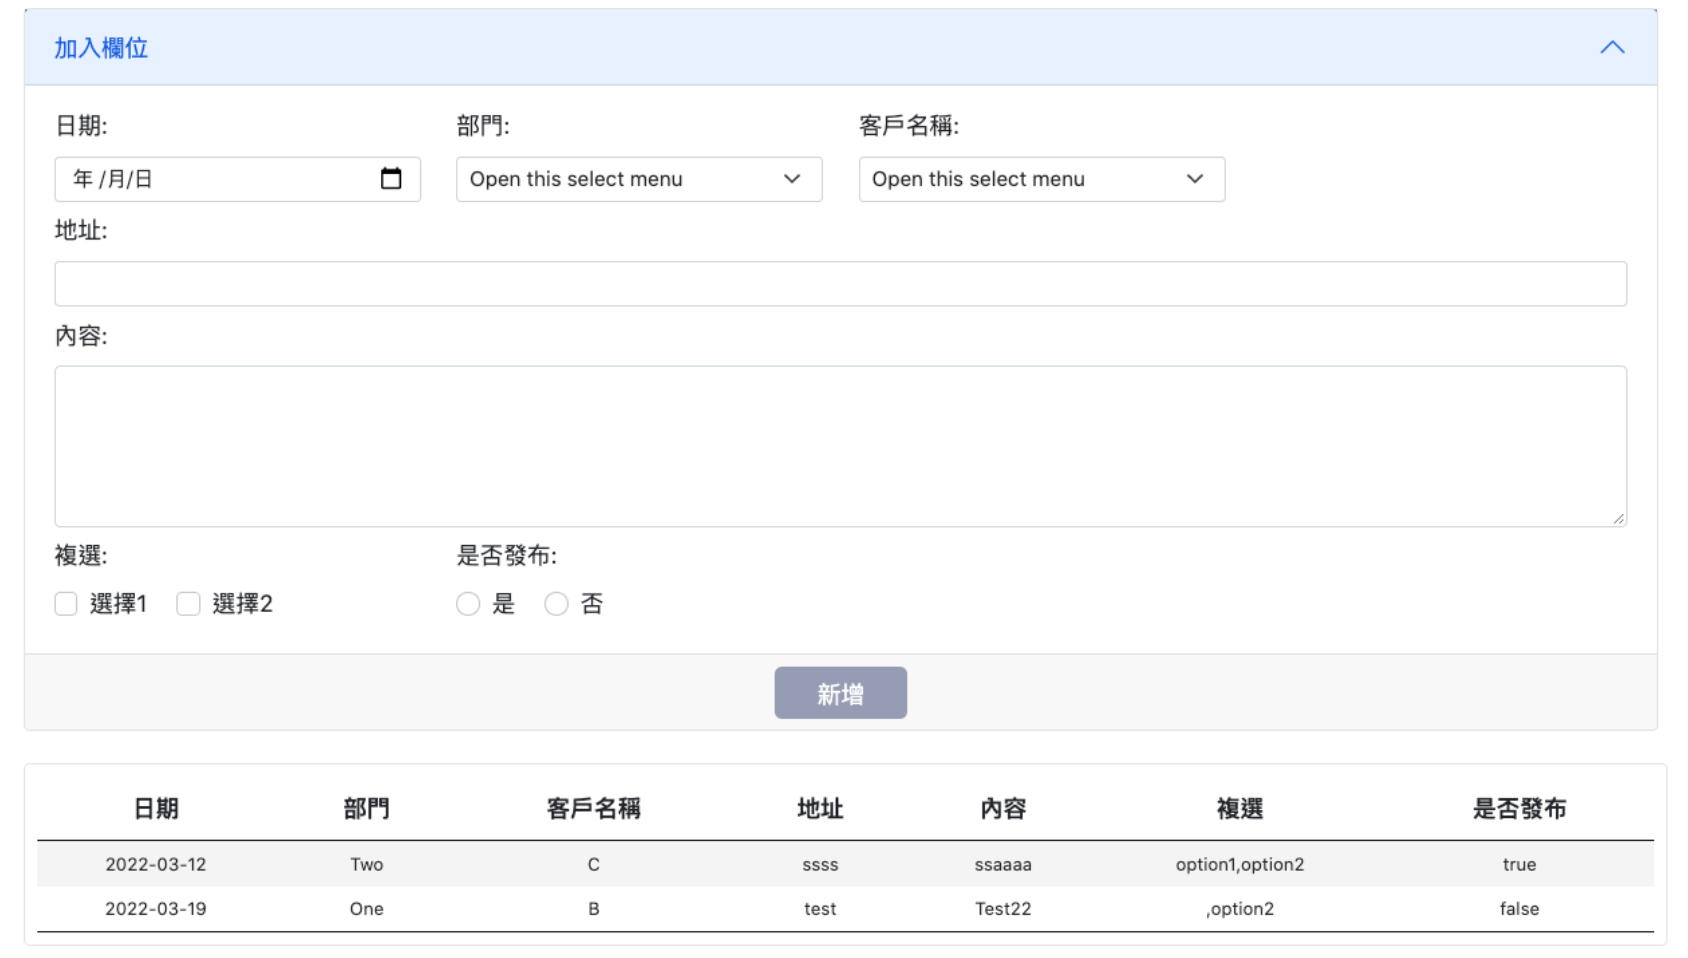 加入欄位
日期: 部門: 客戶名稱:
年 /月/日 Open this select menu Open this select menu
地址:
內容:
複選: 是否發布:
選擇1 選擇2 是 否
新增
日期 部門 客戶名稱 地址 內容 複選 是否發布
2022-03-12 Two C ssss ssaaaa option1,option2 true
2022-03-19 One B test Test22 ,option2 false